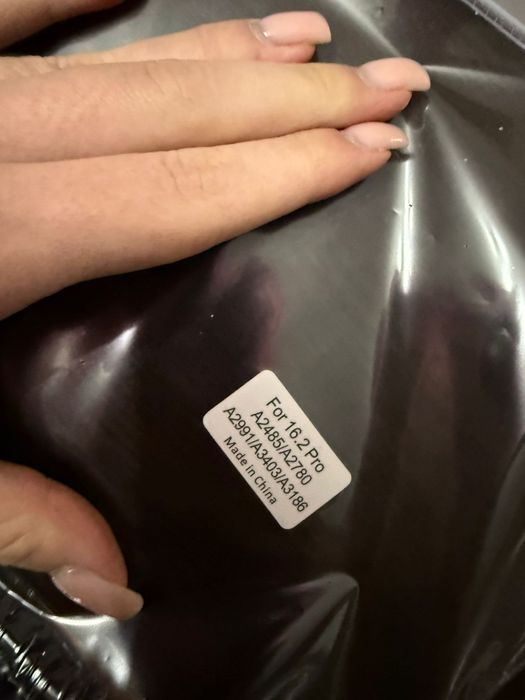 For 16.2 Pro
A2485/A2780
A2991/A3403/A3186
Made in China